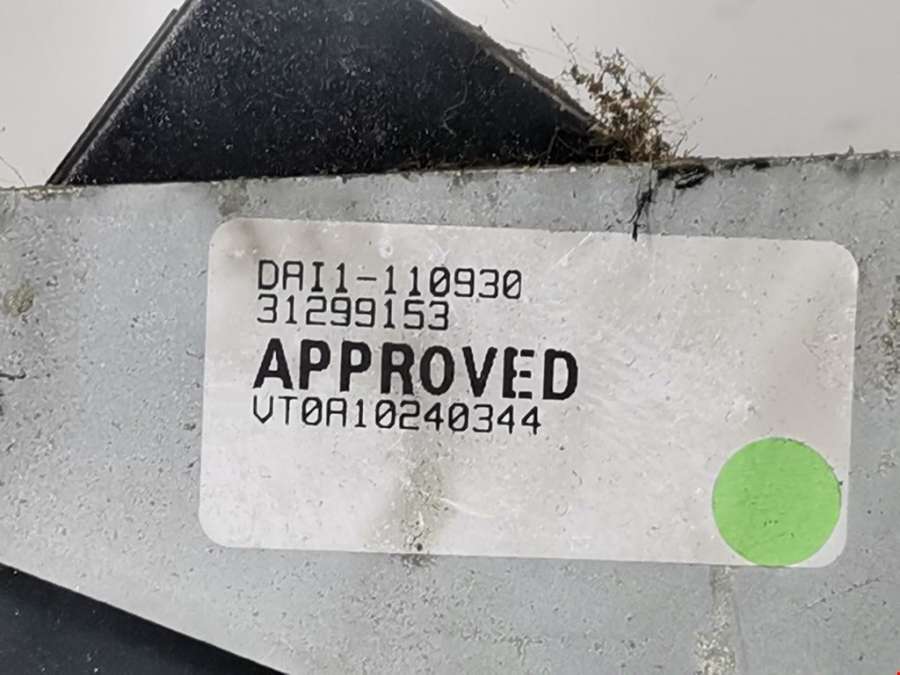 DAI1-110930
31299153
APPROVED
VT0A10240344